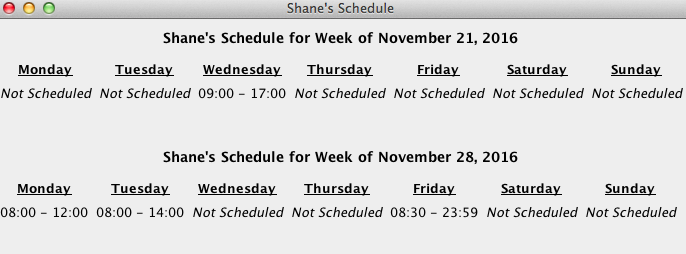 Shane's Schedule
Shane's Schedule for Week of November 21, 2016
Monday Tuesday Wednesday Thursday Friday Saturday Sunday
Not Scheduled Not Scheduled 09:00 - 17:00 Not Scheduled Not Scheduled Not Scheduled Not Scheduled
Shane's Schedule for Week of November 28, 2016
Monday Tuesday Wednesday Thursday Friday Saturday Sunday
08:00 - 12:00 08:00 - 14:00 Not Scheduled Not Scheduled 08:30 - 23:59 Not Scheduled Not Scheduled